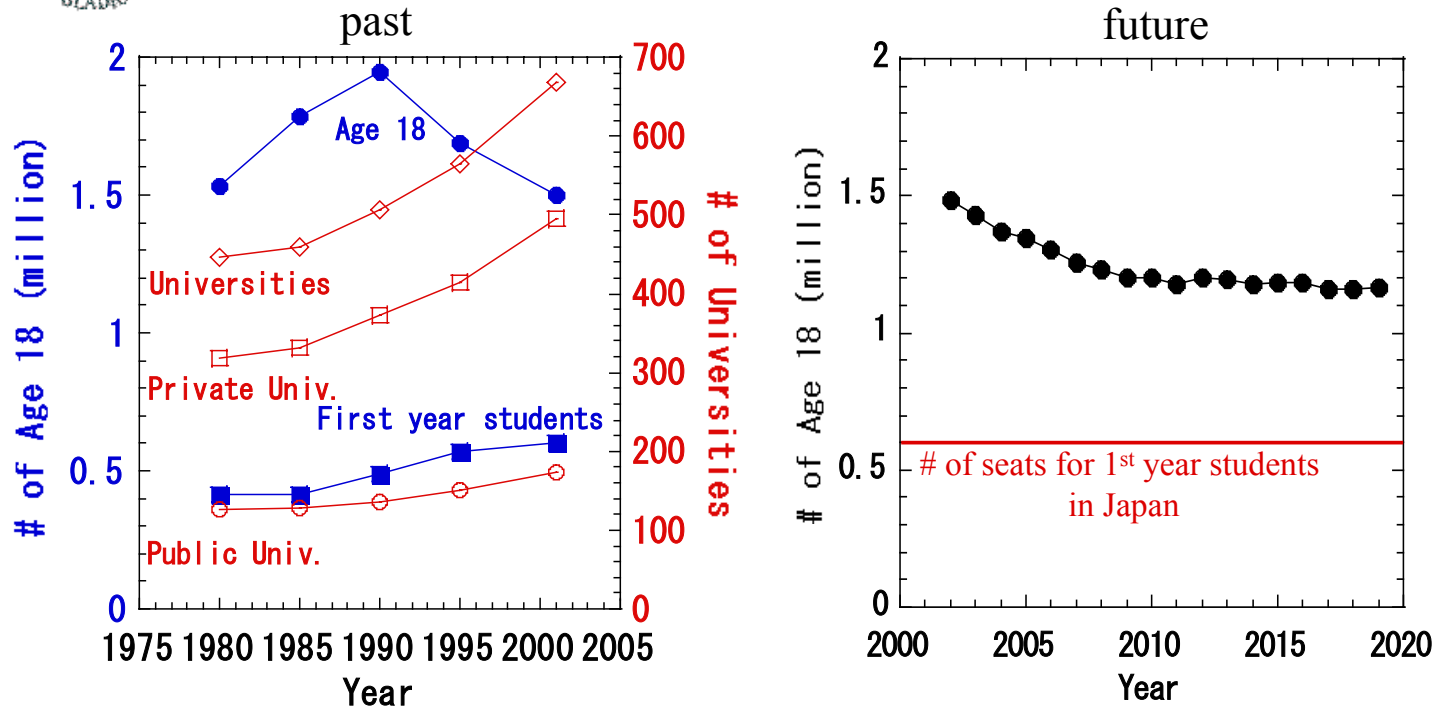 past
2
1.5
1
0.5
0
# of Age 18 (million)
Age 18
Universities
Private Univ.
First year students
Public Univ.
700
600
500
400
300
200
100
0
# of Universities
1975 1980 1985 1990 1995 2000 2005
Year
future
2
1.5
1
0.5
0
# of Age 18 (million)
# of seats for 1st year students
in Japan
2000 2005 2010 2015 2020
Year